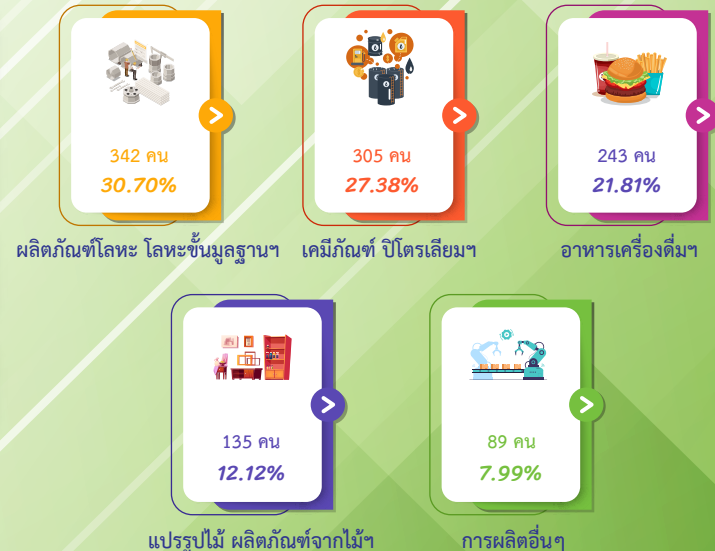 342 คน
30.70%
ผลิตภัณฑ์โลหะ โลหะขั้นมูลฐานฯ
305 คน
27.38%
เคมีภัณฑ์ ปิโตรเลียมฯ
243 คน
21.81%
อาหารเครื่องดื่มฯ
135 คน
12.12%
แปรรูปไม้ ผลิตภัณฑ์จากไม้ฯ
89 คน
7.99%
การผลิตอื่นๆ